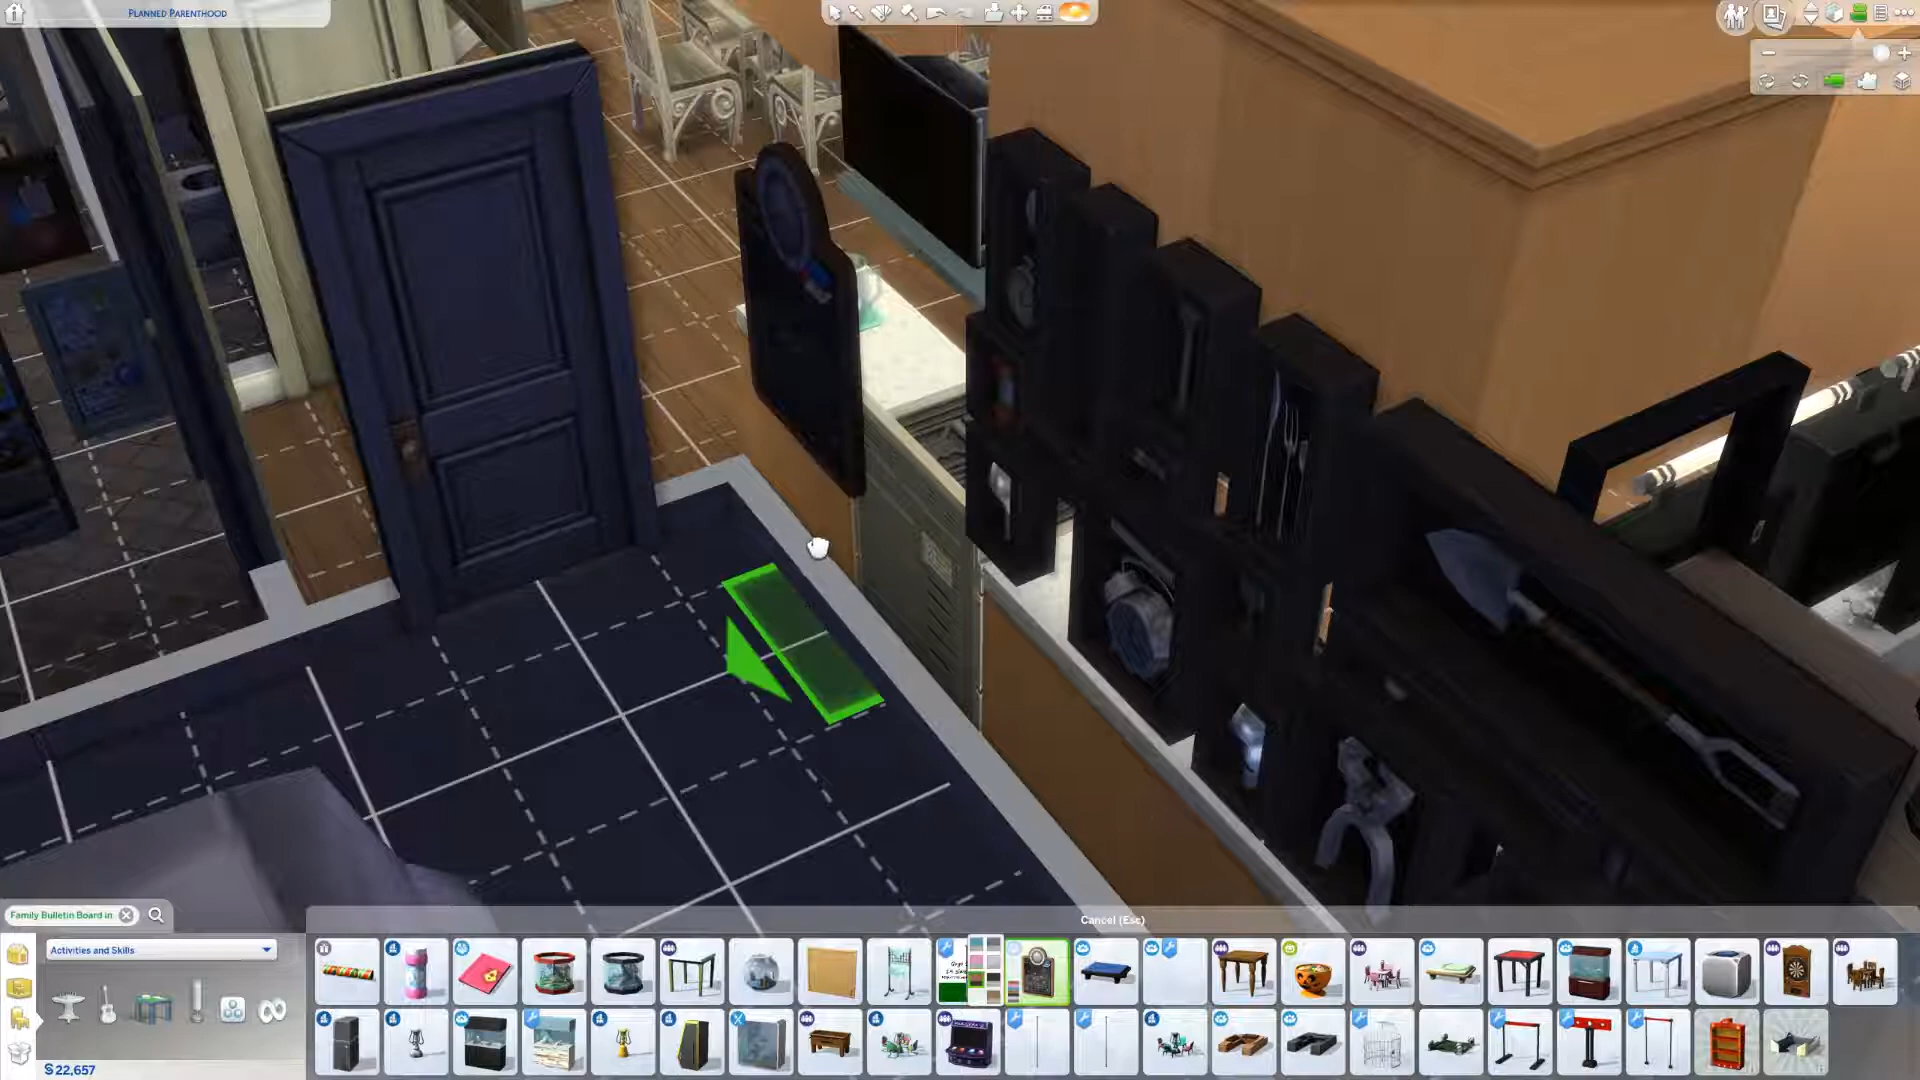 PLANNED PARENTHOOD
Cancel (Esc)
Family Bulletin Board in
Activities and Skills
$22,657